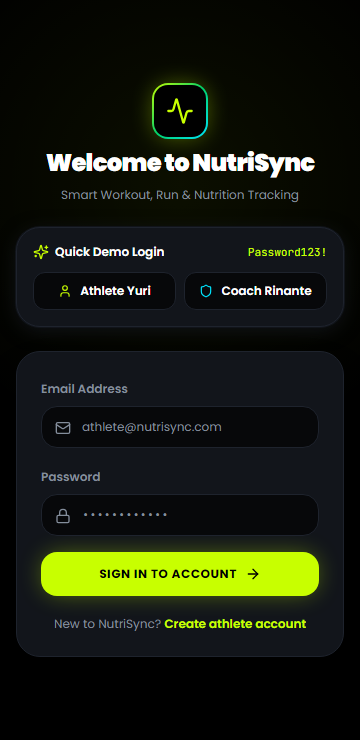 Welcome to NutriSync
Smart Workout, Run & Nutrition Tracking
Quick Demo Login
Password123!
Athlete Yuri
Coach Rinante
Email Address
athlete@nutrisync.com
Password
••••••••••••
SIGN IN TO ACCOUNT →
New to NutriSync? Create athlete account